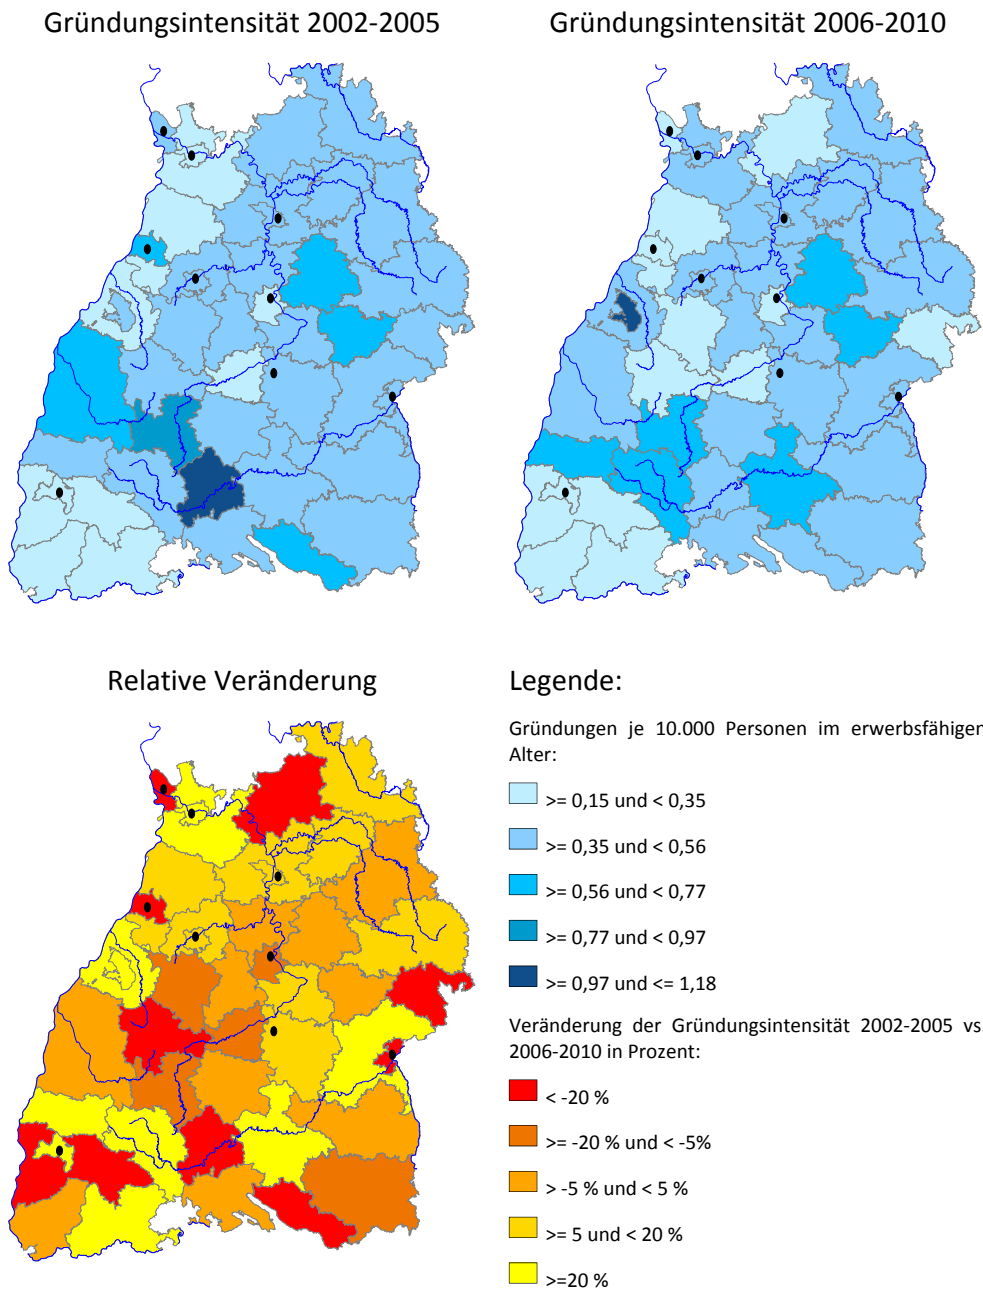 Gründungsintensität 2002-2005
Gründungsintensität 2006-2010
Relative Veränderung
Legende:
Gründungen je 10.000 Personen im erwerbsfähigen
Alter:
>= 0,15 und < 0,35
>= 0,35 und < 0,56
>= 0,56 und < 0,77
>= 0,77 und < 0,97
>= 0,97 und <= 1,18
Veränderung der Gründungsintensität 2002-2005 vs.
2006-2010 in Prozent:
< -20 %
>= -20 % und < -5%
> -5 % und < 5 %
>= 5 und < 20 %
>=20 %